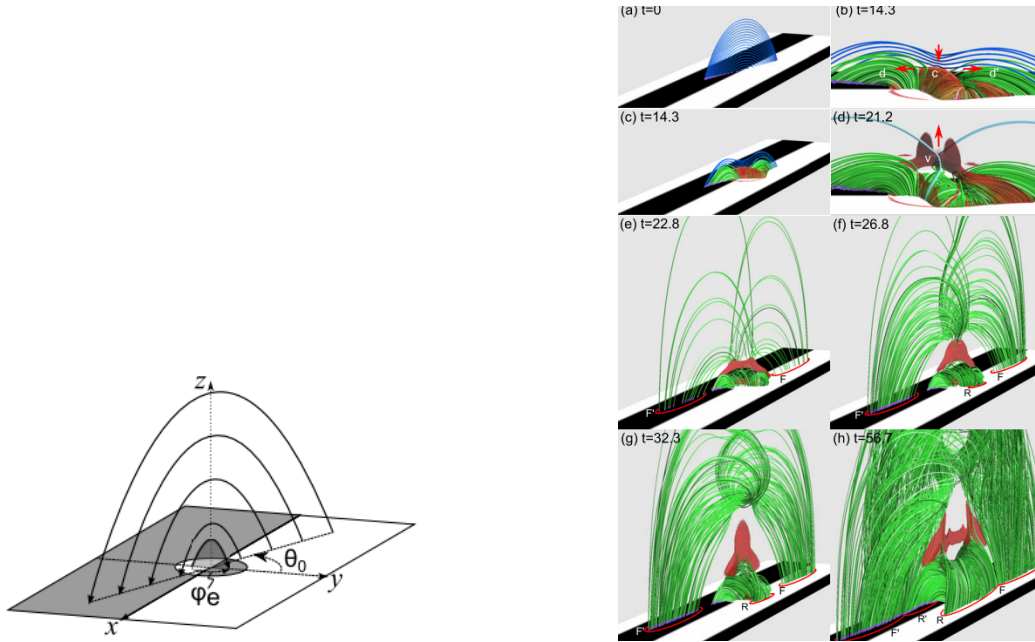 z
θ₀
φe
y
x
(a) t=0
(b) t=14.3
d
c
d'
(c) t=14.3
(d) t=21.2
v
(e) t=22.8
F
F'
(f) t=26.8
F
R
F'
(g) t=32.3
F
R
F'
(h) t=56.7
F
R
R'
F'